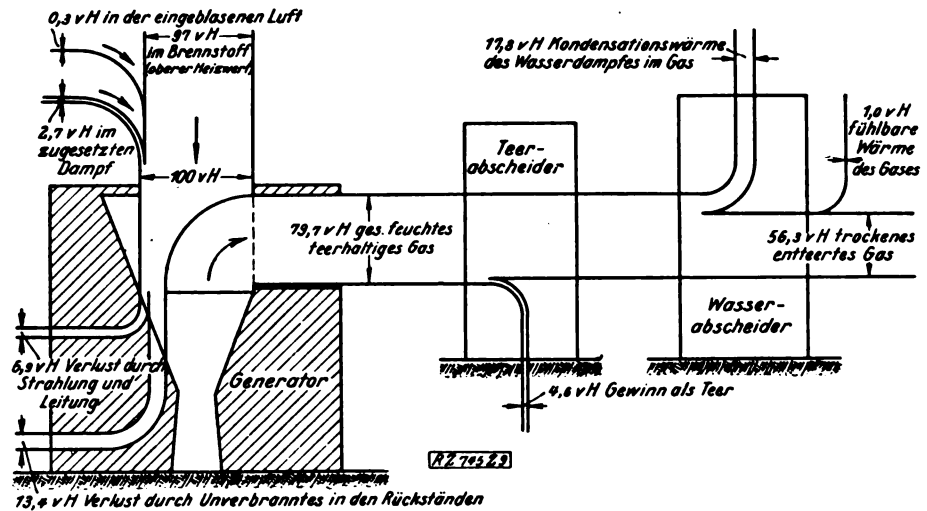 0,3 v H in der eingeblasenen Luft
97 v H
im Brennstoff
(oberer Heizwert)
2,7 v H im
zugesetzten
Dampf
100 v H
17,8 v H Kondensationswärme
des Wasserdampfes im Gas
1,0 v H
fühlbare
Wärme
des Gases
Teer-
abscheider
79,7 v H ges. feuchtes
teerhaltiges Gas
56,3 v H trockenes
entteertes Gas
Wasser-
abscheider
6,9 v H Verlust durch
Strahlung und
Leitung
Generator
4,6 v H Gewinn als Teer
RZ 745 Z 9
13,4 v H Verlust durch Unverbranntes in den Rückständen